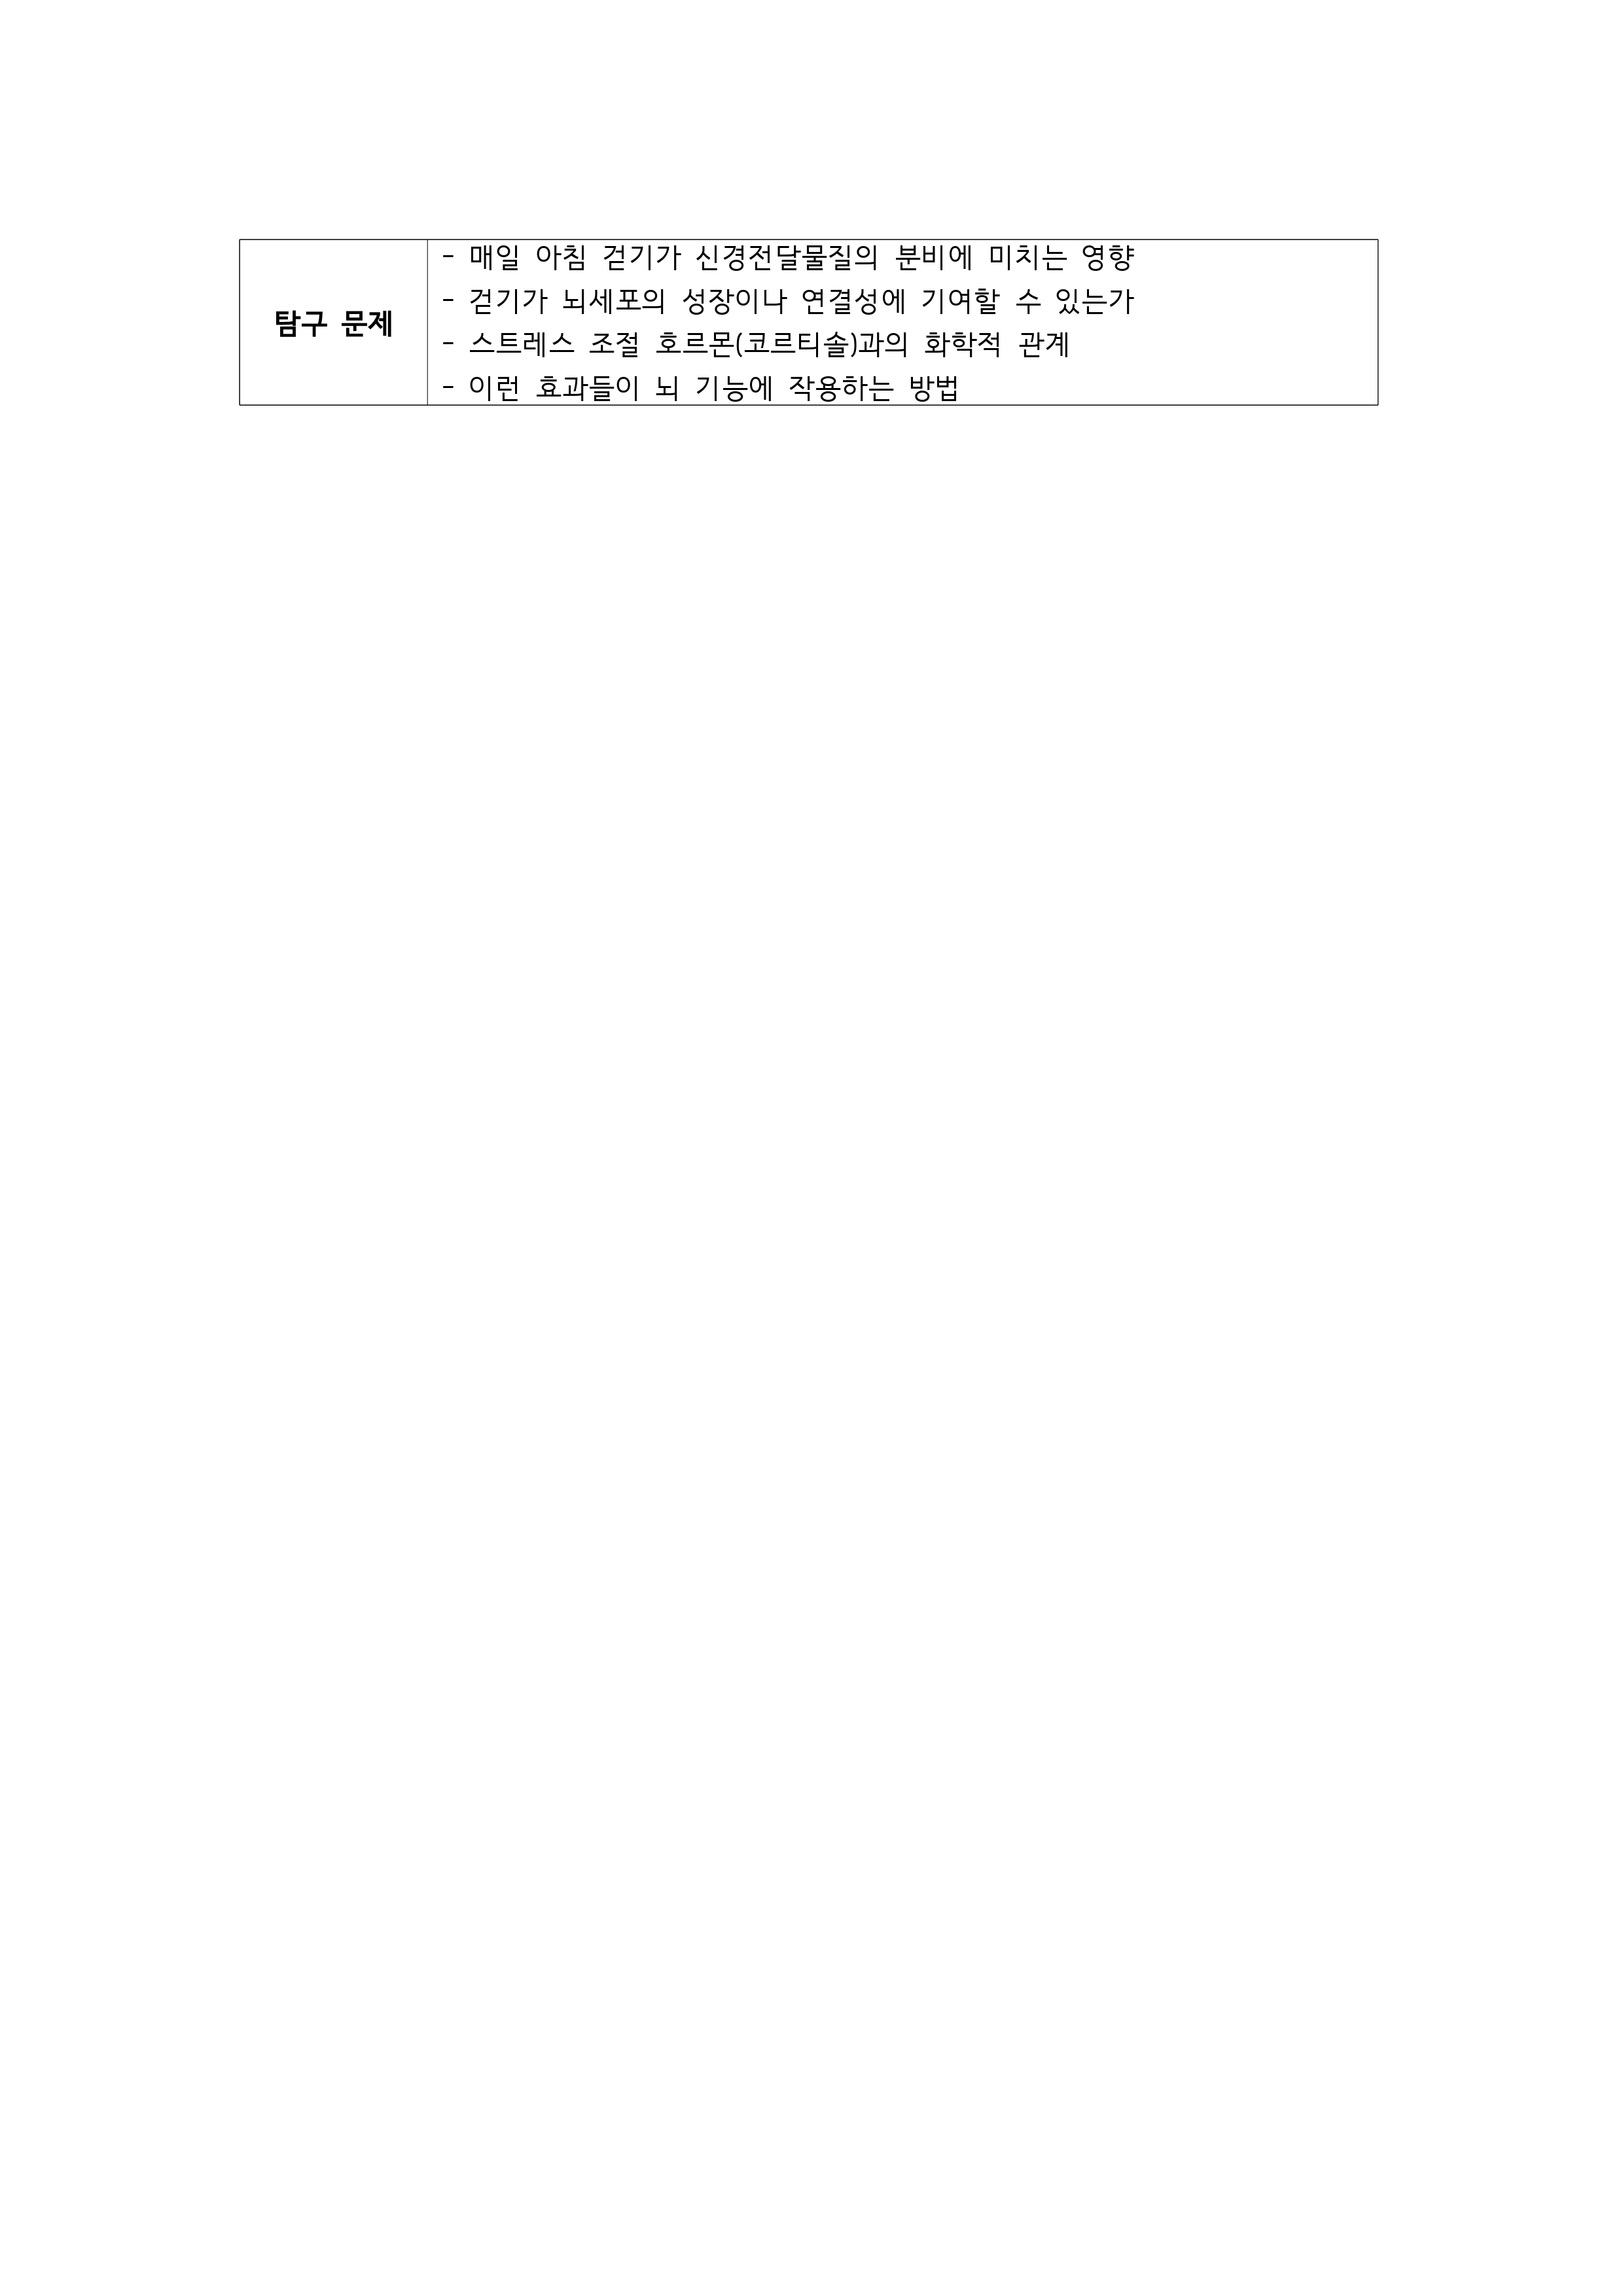 탐구 문제
- 매일 아침 걷기가 신경전달물질의 분비에 미치는 영향
- 걷기가 뇌세포의 성장이나 연결성에 기여할 수 있는가
- 스트레스 조절 호르몬(코르티솔)과의 화학적 관계
- 이런 효과들이 뇌 기능에 작용하는 방법